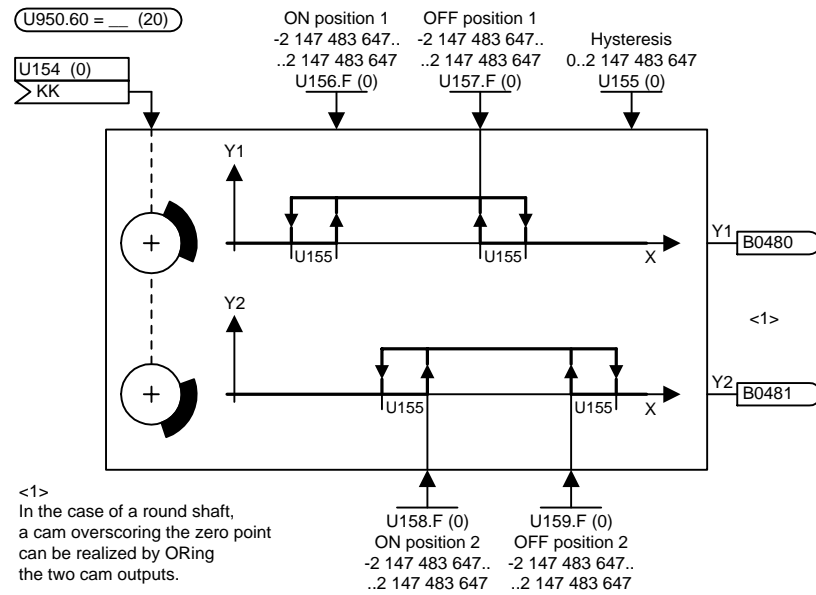 U950.60 = __ (20)
ON position 1
-2 147 483 647..
..2 147 483 647
U156.F (0)
OFF position 1
-2 147 483 647..
..2 147 483 647
U157.F (0)
Hysteresis
0..2 147 483 647
U155 (0)
U154 (0)
KK
Y1
U155
U155
X
Y1
B0480
Y2
U155
U155
X
<1>
Y2
B0481
<1>
In the case of a round shaft,
a cam overscoring the zero point
can be realized by ORing
the two cam outputs.
U158.F (0)
ON position 2
-2 147 483 647..
..2 147 483 647
U159.F (0)
OFF position 2
-2 147 483 647..
..2 147 483 647